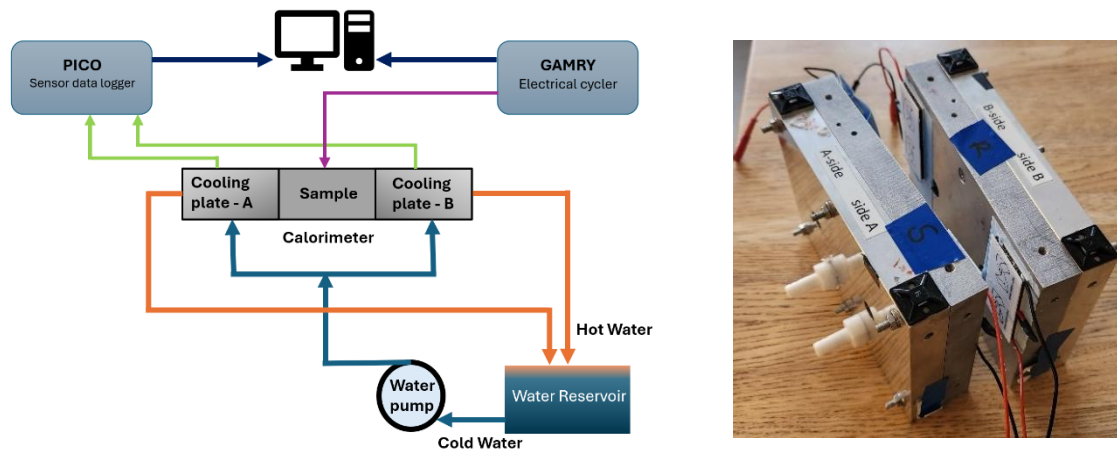 PICO
Sensor data logger
GAMRY
Electrical cycler
Cooling
plate - A
Sample
Cooling
plate - B
Calorimeter
Hot Water
Water
pump
Water Reservoir
Cold Water
A-side
side A
S
B-side
side B
R